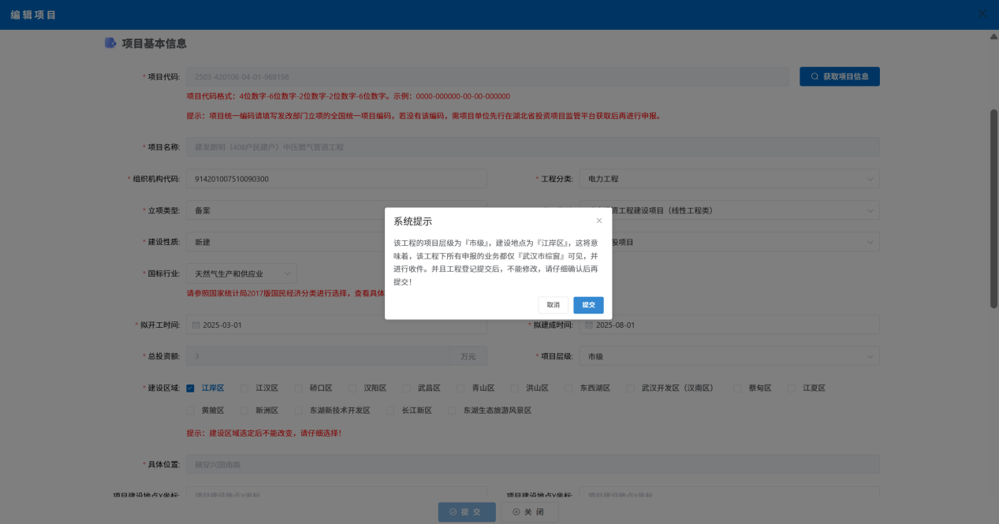 编辑项目
项目基本信息
* 项目代码: 2503-420106-04-01-968198 获取项目信息
项目代码格式：4位数字-6位数字-2位数字-2位数字-6位数字。示例：0000-000000-00-00-000000
提示：项目统一编码请填写发改部门立项的全国统一项目编码，若没有该编码，需项目单位先行在湖北省投资项目监管平台获取后再进行申报。
* 项目名称: 建发朗玥（408户民建户）中压燃气管道工程
* 组织机构代码: 914201007510090300 * 工程分类: 电力工程
* 立项类型: 备案 资工程建设项目（线性工程类）
* 建设性质: 新建 股项目
系统提示
该工程的项目层级为『市级』，建设地点为『江岸区』，这将意
味着，该工程下所有申报的业务都仅『武汉市综窗』可见，并
进行收件。并且工程登记提交后，不能修改，请仔细确认后再
提交！
取消 提交
* 国标行业: 天然气生产和供应业
请参照国家统计局2017版国民经济分类进行选择，查看具体
* 拟开工时间: 2025-03-01 * 拟建成时间: 2025-08-01
* 总投资额: 3 万元 * 项目层级: 市级
* 建设区域: 江岸区 江汉区 硚口区 汉阳区 武昌区 青山区 洪山区 东西湖区 武汉开发区（汉南区） 蔡甸区 江夏区
黄陂区 新洲区 东湖新技术开发区 长江新区 东湖生态旅游风景区
提示：建设区域选定后不能改变，请仔细选择！
* 具体位置: 横穿兴国南路
项目建设地点X坐标: 项目建设地点X坐标 项目建设地点Y坐标: 项目建设地点Y坐标
提 交 关 闭